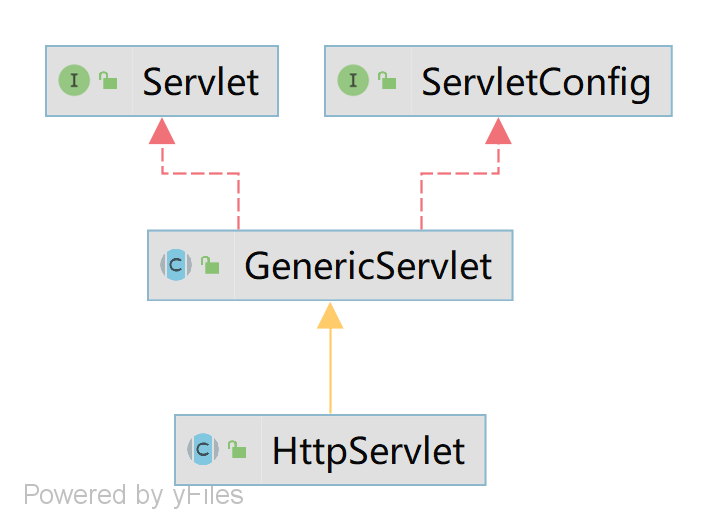 I Servlet
I ServletConfig
C GenericServlet
C HttpServlet
Powered by yFiles